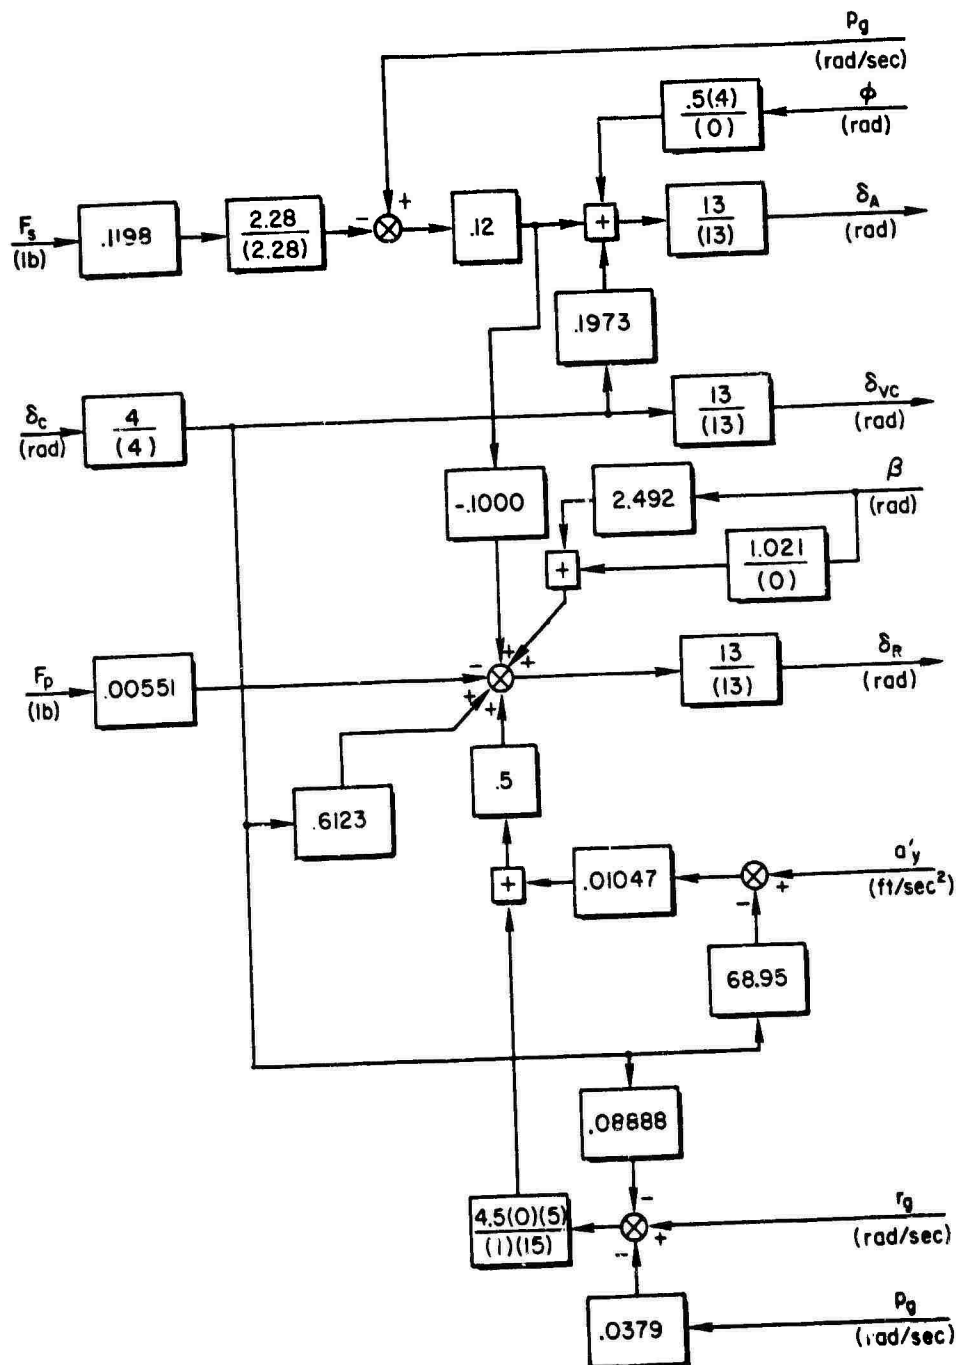 p_g
(rad/sec)
.5(4)
(0)
φ
(rad)
+
F_s
(lb)
.1198
2.28
(2.28)
-
.12
+
13
(13)
δ_A
(rad)
.1973
δ_c
(rad)
4
(4)
13
(13)
δ_vc
(rad)
-.1000
2.492
β
(rad)
+
1.021
(0)
F_p
(lb)
.00551
-
+
+
+
+
13
(13)
δ_R
(rad)
.5
.6123
+
.01047
-
+
a'_y
(ft/sec²)
68.95
.08888
4.5(0)(5)
(1)(15)
-
-
+
r_g
(rad/sec)
.0379
p_g
(rad/sec)